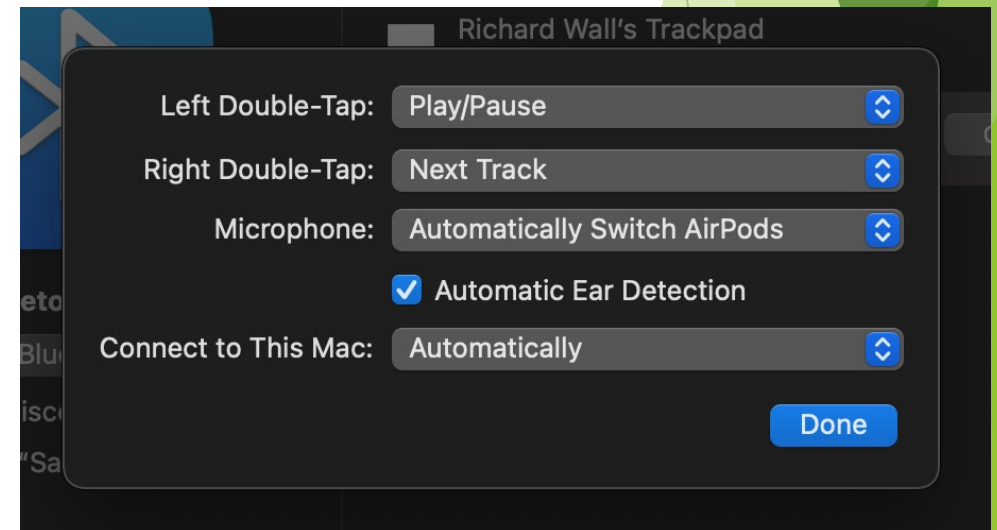 Richard Wall's Trackpad
Left Double-Tap: Play/Pause
Right Double-Tap: Next Track
Microphone: Automatically Switch AirPods
Automatic Ear Detection
Connect to This Mac: Automatically
Done